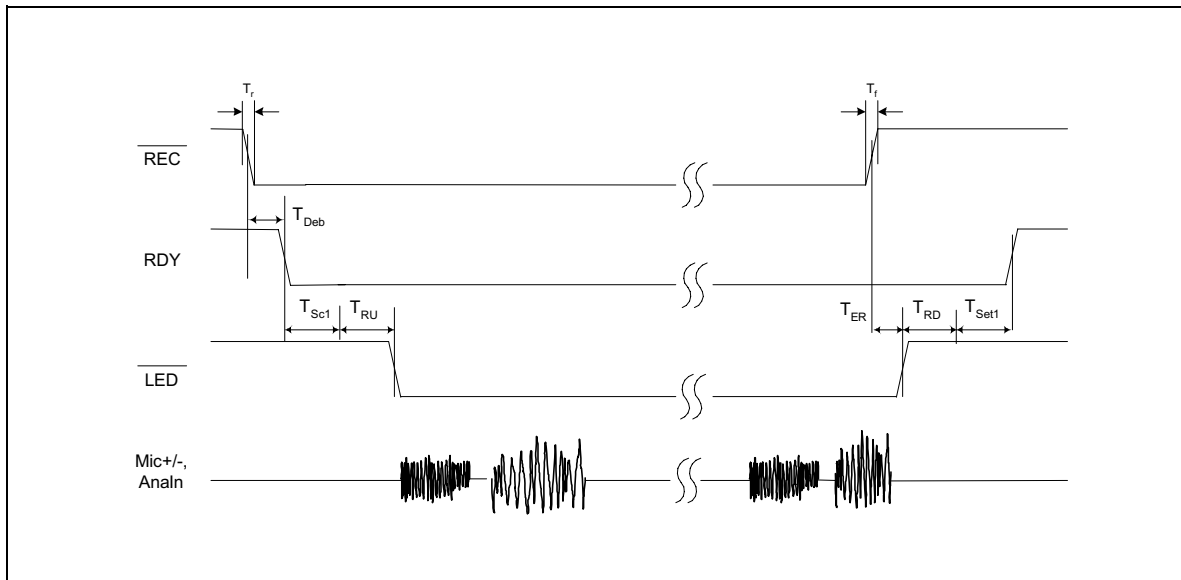 Tr
Tf
REC
TDeb
RDY
TSc1 TRU TER TRD TSet1
LED
Mic+/-,
AnaIn